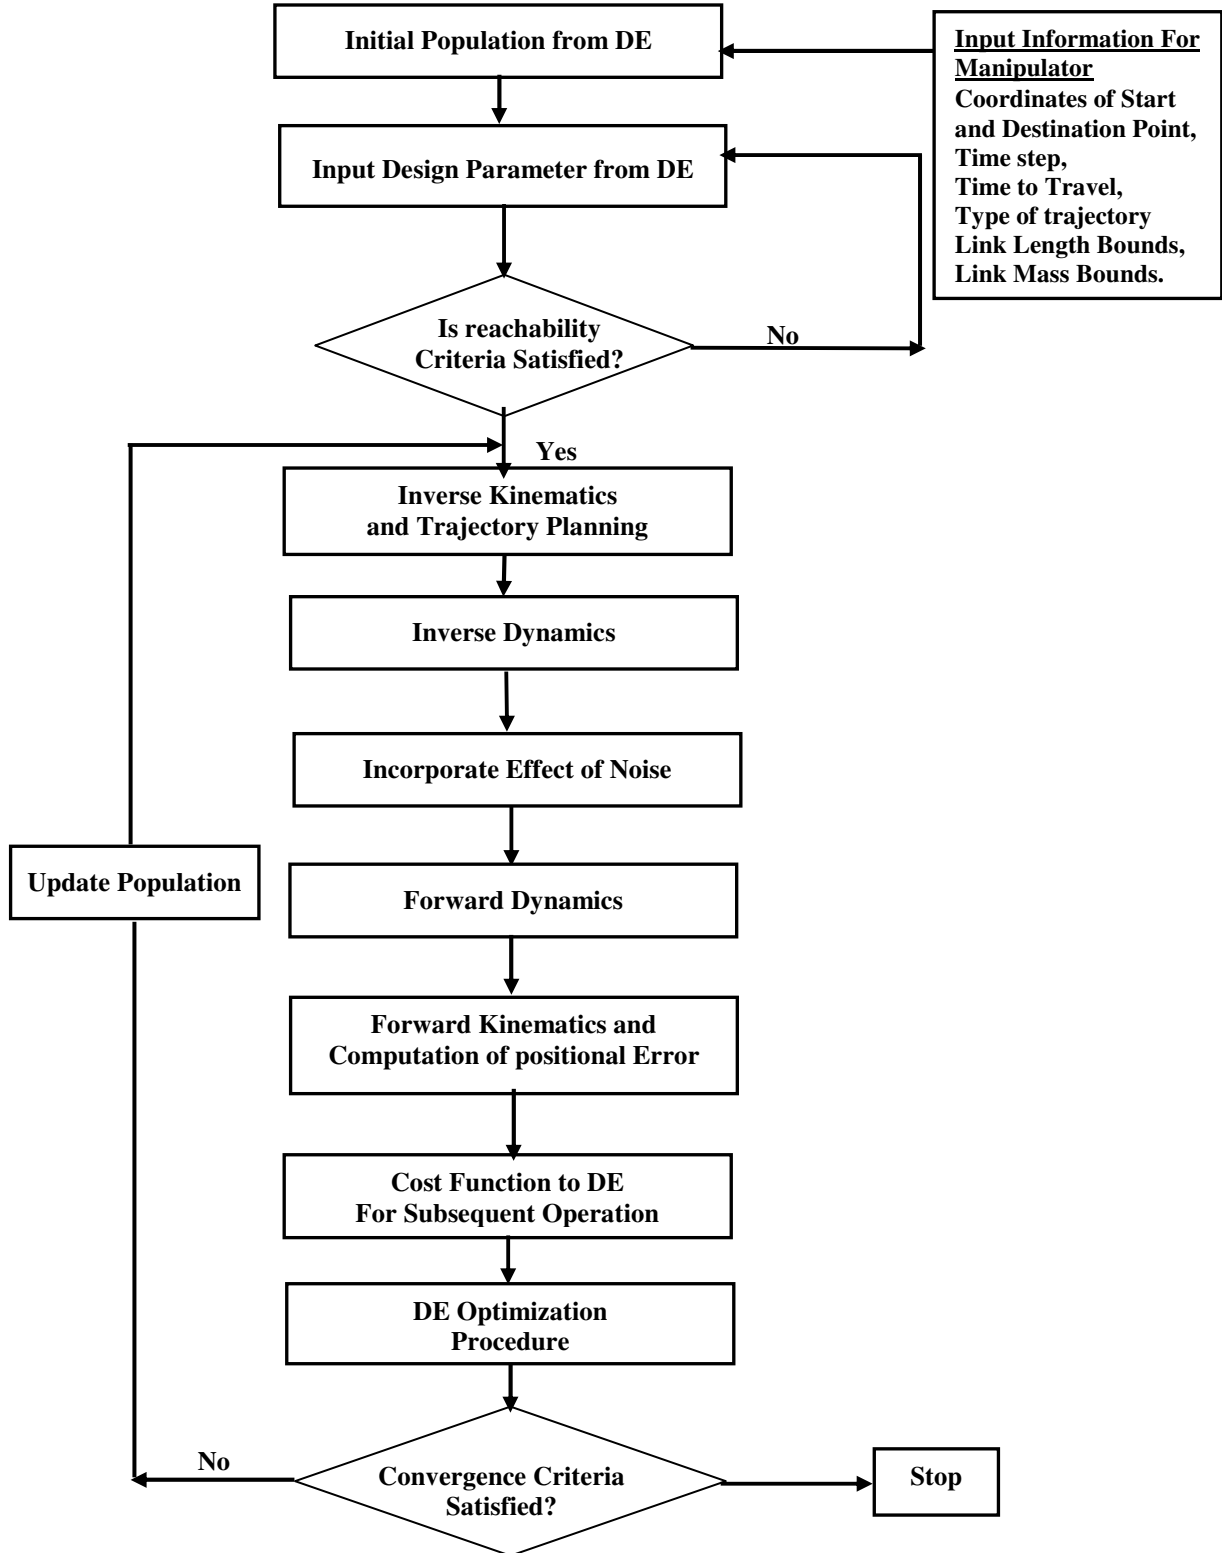 Initial Population from DE
Input Information For
Manipulator
Coordinates of Start
and Destination Point,
Time step,
Time to Travel,
Type of trajectory
Link Length Bounds,
Link Mass Bounds.
Input Design Parameter from DE
Is reachability
Criteria Satisfied?
No
Yes
Inverse Kinematics
and Trajectory Planning
Inverse Dynamics
Incorporate Effect of Noise
Update Population
Forward Dynamics
Forward Kinematics and
Computation of positional Error
Cost Function to DE
For Subsequent Operation
DE Optimization
Procedure
No
Convergence Criteria
Satisfied?
Stop